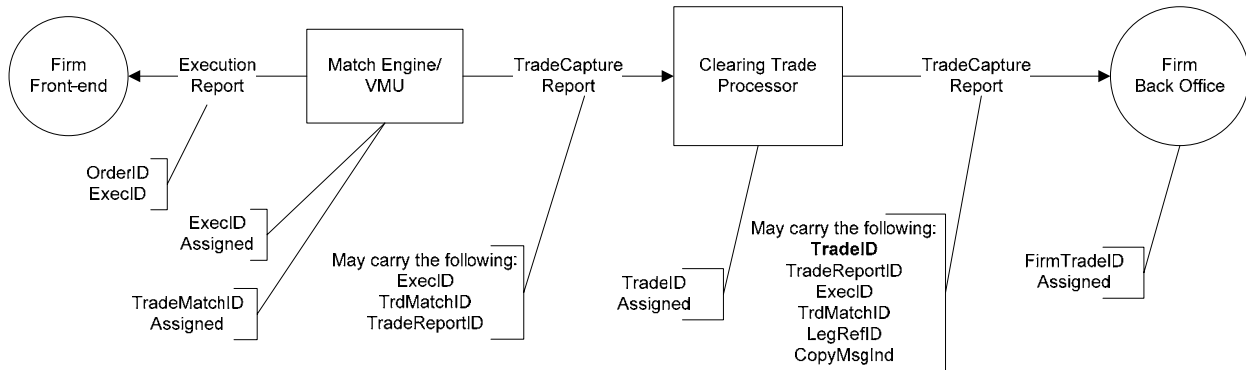 Firm
Front-end
Execution
Report
Match Engine/
VMU
TradeCapture
Report
Clearing Trade
Processor
TradeCapture
Report
Firm
Back Office
OrderID
ExecID
ExecID
Assigned
TradeMatchID
Assigned
May carry the following:
ExecID
TrdMatchID
TradeReportID
TradeID
Assigned
May carry the following:
TradeID
TradeReportID
ExecID
TrdMatchID
LegRefID
CopyMsgInd
FirmTradeID
Assigned